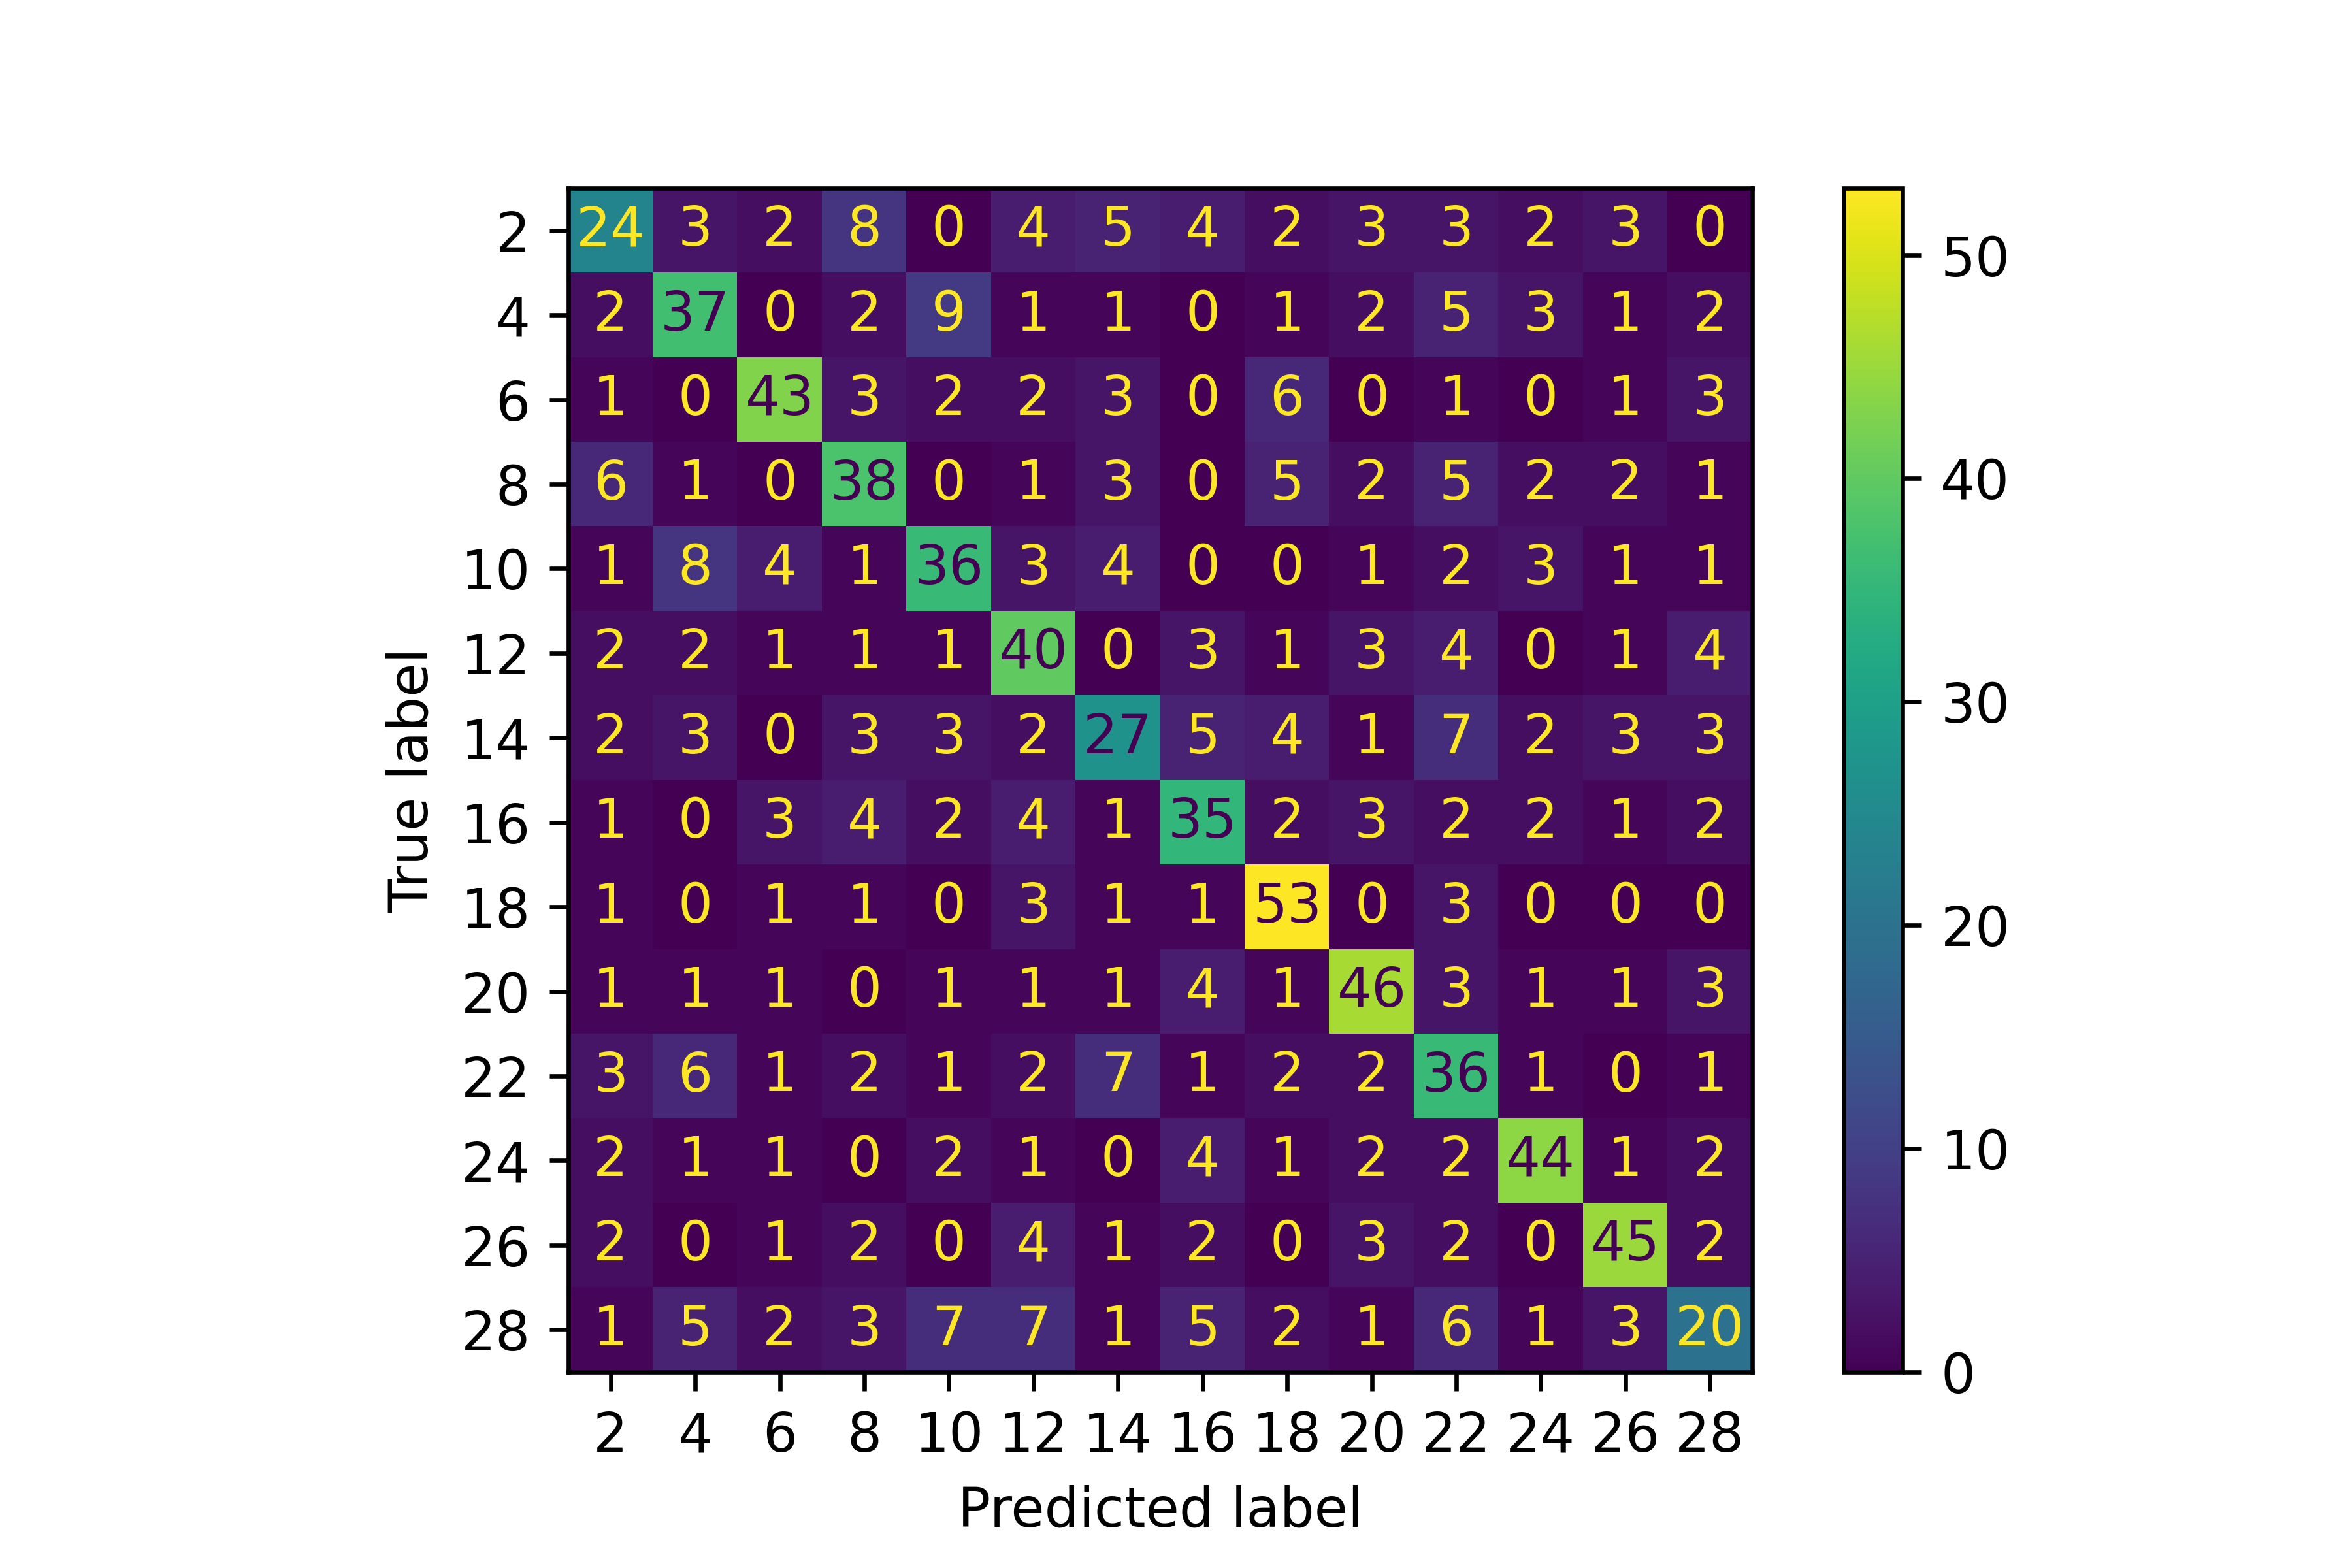 2 24 3 2 8 0 4 5 4 2 3 3 2 3 0
4 2 37 0 2 9 1 1 0 1 2 5 3 1 2
6 1 0 43 3 2 2 3 0 6 0 1 0 1 3
8 6 1 0 38 0 1 3 0 5 2 5 2 2 1
10 1 8 4 1 36 3 4 0 0 1 2 3 1 1
12 2 2 1 1 1 40 0 3 1 3 4 0 1 4
14 2 3 0 3 3 2 27 5 4 1 7 2 3 3
16 1 0 3 4 2 4 1 35 2 3 2 2 1 2
18 1 0 1 1 0 3 1 1 53 0 3 0 0 0
20 1 1 1 0 1 1 1 4 1 46 3 1 1 3
22 3 6 1 2 1 2 7 1 2 2 36 1 0 1
24 2 1 1 0 2 1 0 4 1 2 2 44 1 2
26 2 0 1 2 0 4 1 2 0 3 2 0 45 2
28 1 5 2 3 7 7 1 5 2 1 6 1 3 20
2 4 6 8 10 12 14 16 18 20 22 24 26 28
Predicted label
True label
50
40
30
20
10
0